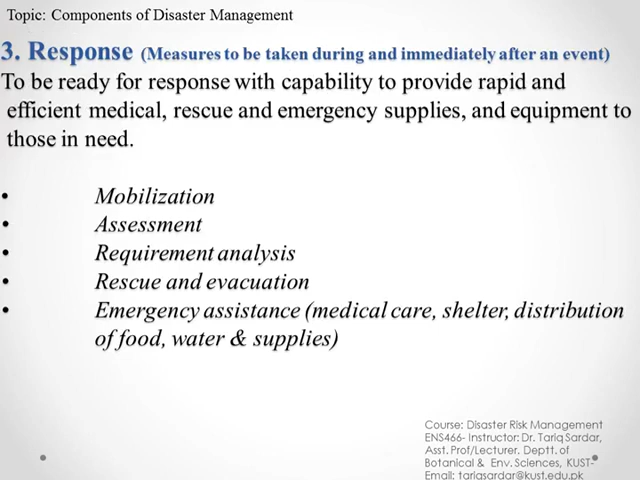 Topic: Components of Disaster Management
3. Response (Measures to be taken during and immediately after an event)
To be ready for response with capability to provide rapid and
efficient medical, rescue and emergency supplies, and equipment to
those in need.
• Mobilization
• Assessment
• Requirement analysis
• Rescue and evacuation
• Emergency assistance (medical care, shelter, distribution
of food, water & supplies)
Course: Disaster Risk Management
ENS466- Instructor: Dr. Tariq Sardar,
Asst. Prof/Lecturer. Deptt. of
Botanical & Env. Sciences, KUST-
Email: tariqsardar@kust.edu.pk